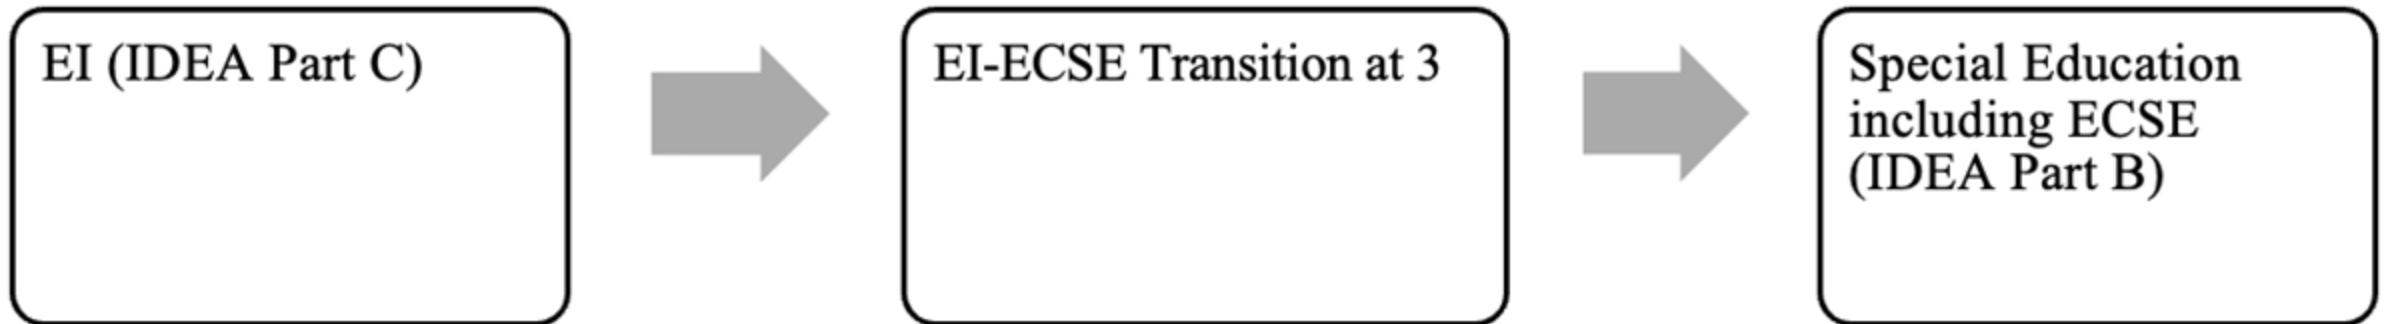 EI (IDEA Part C)
EI-ECSE Transition at 3
Special Education
including ECSE
(IDEA Part B)